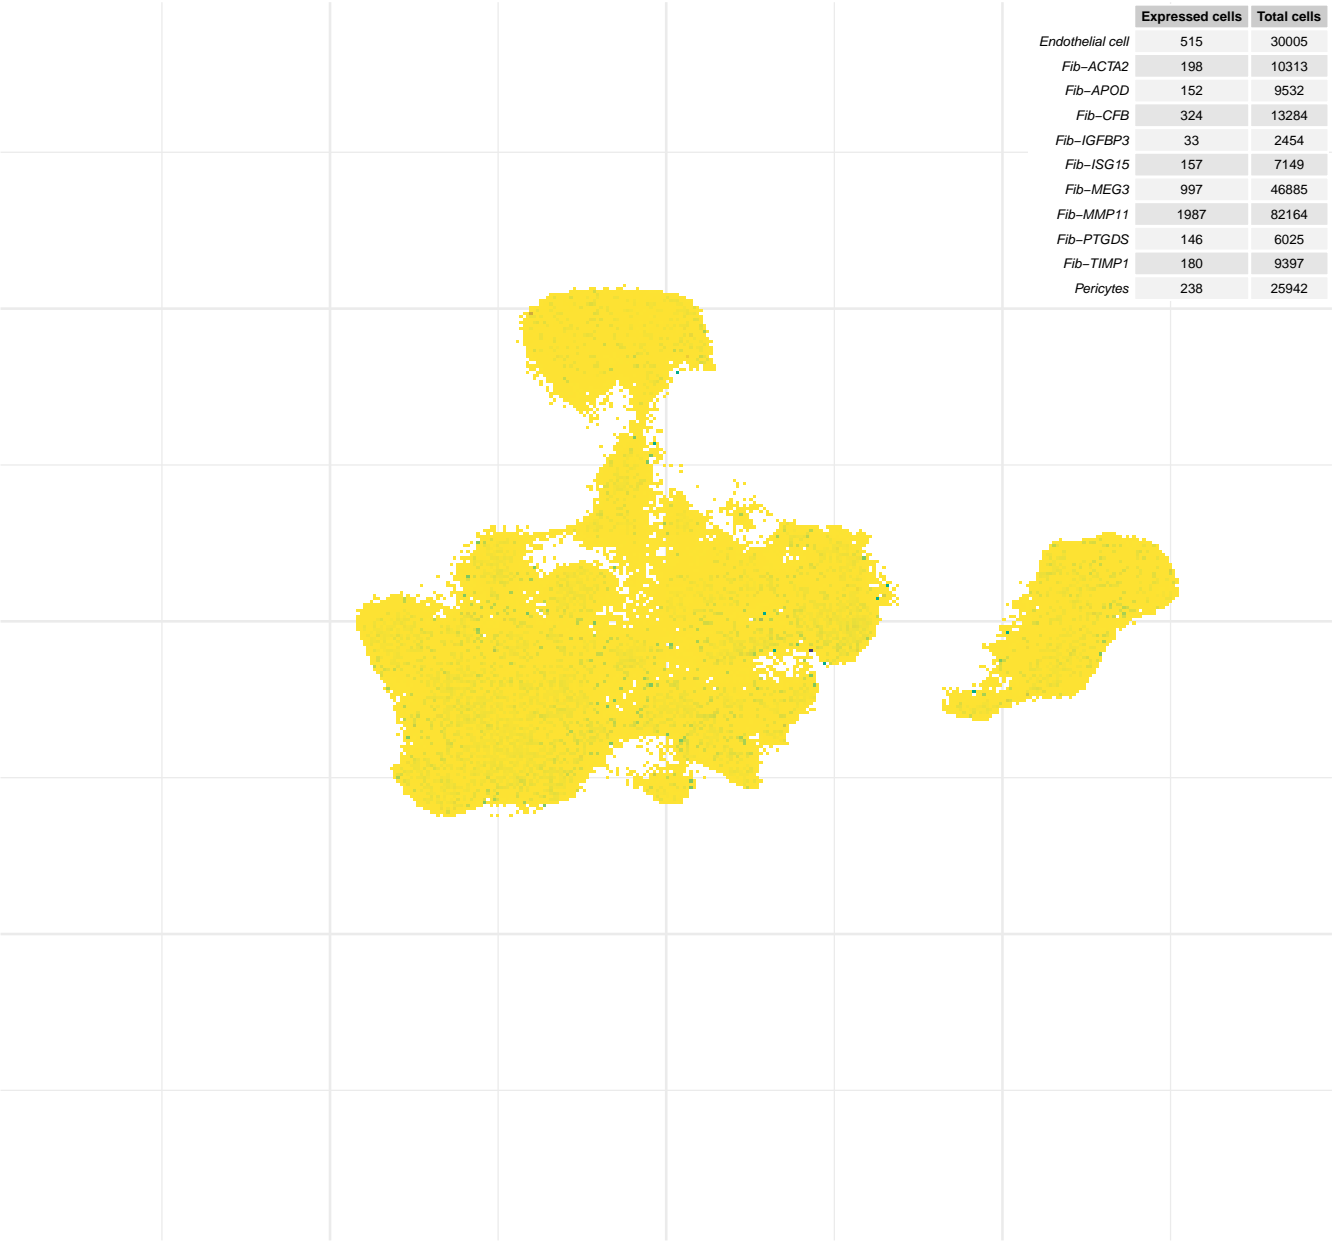 Expressed cells Total cells
Endothelial cell 515 30005
Fib−ACTA2 198 10313
Fib−APOD 152 9532
Fib−CFB 324 13284
Fib−IGFBP3 33 2454
Fib−ISG15 157 7149
Fib−MEG3 997 46885
Fib−MMP11 1987 82164
Fib−PTGDS 146 6025
Fib−TIMP1 180 9397
Pericytes 238 25942